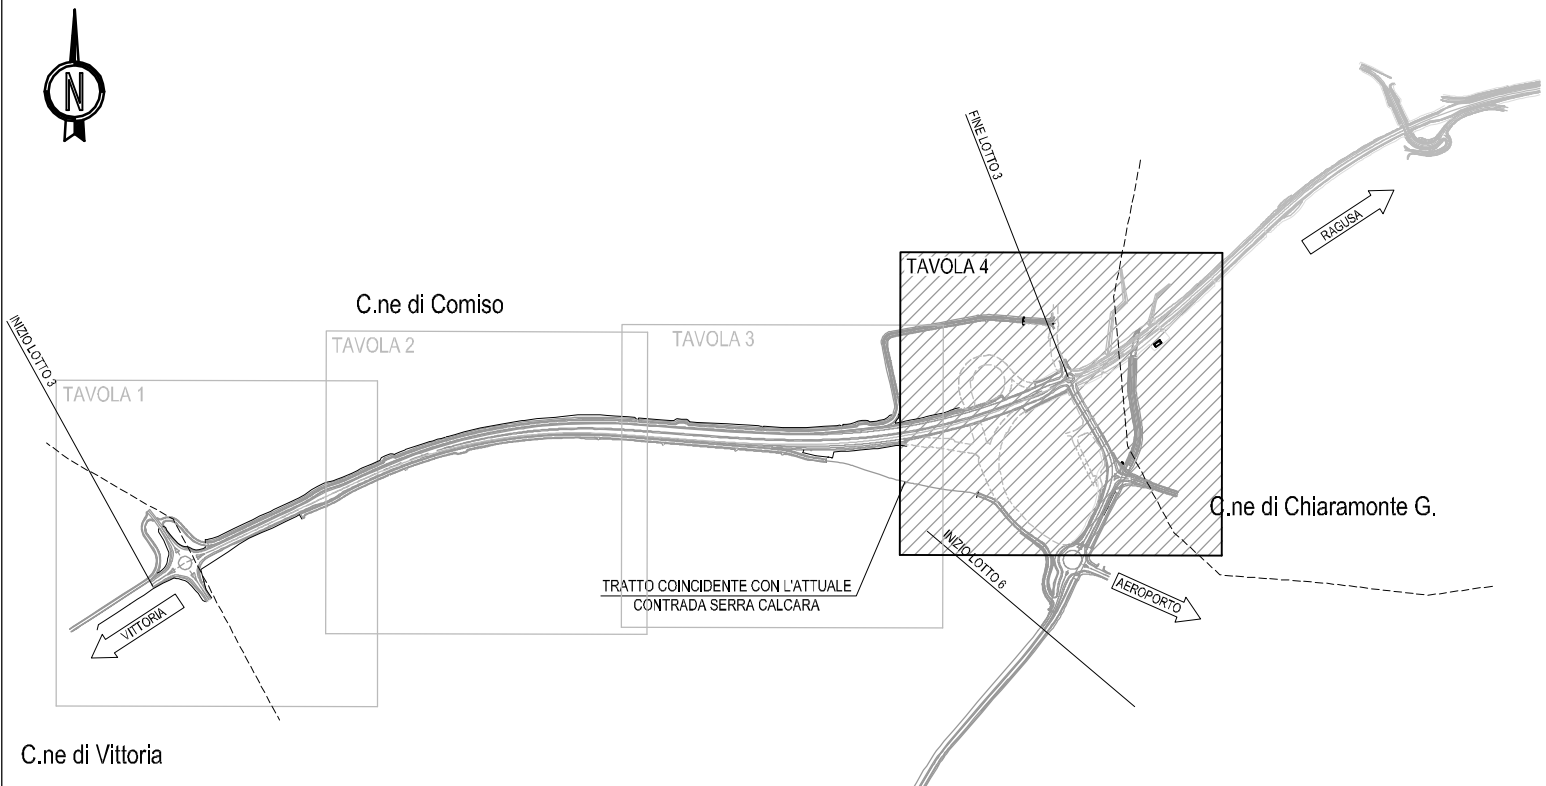 N
FINE LOTTO 3
RAGUSA
TAVOLA 4
C.ne di Comiso
INIZIO LOTTO 3
TAVOLA 2
TAVOLA 3
TAVOLA 1
C.ne di Chiaramonte G.
INIZIO LOTTO 6
TRATTO COINCIDENTE CON L'ATTUALE
CONTRADA SERRA CALCARA
AEROPORTO
VITTORIA
C.ne di Vittoria